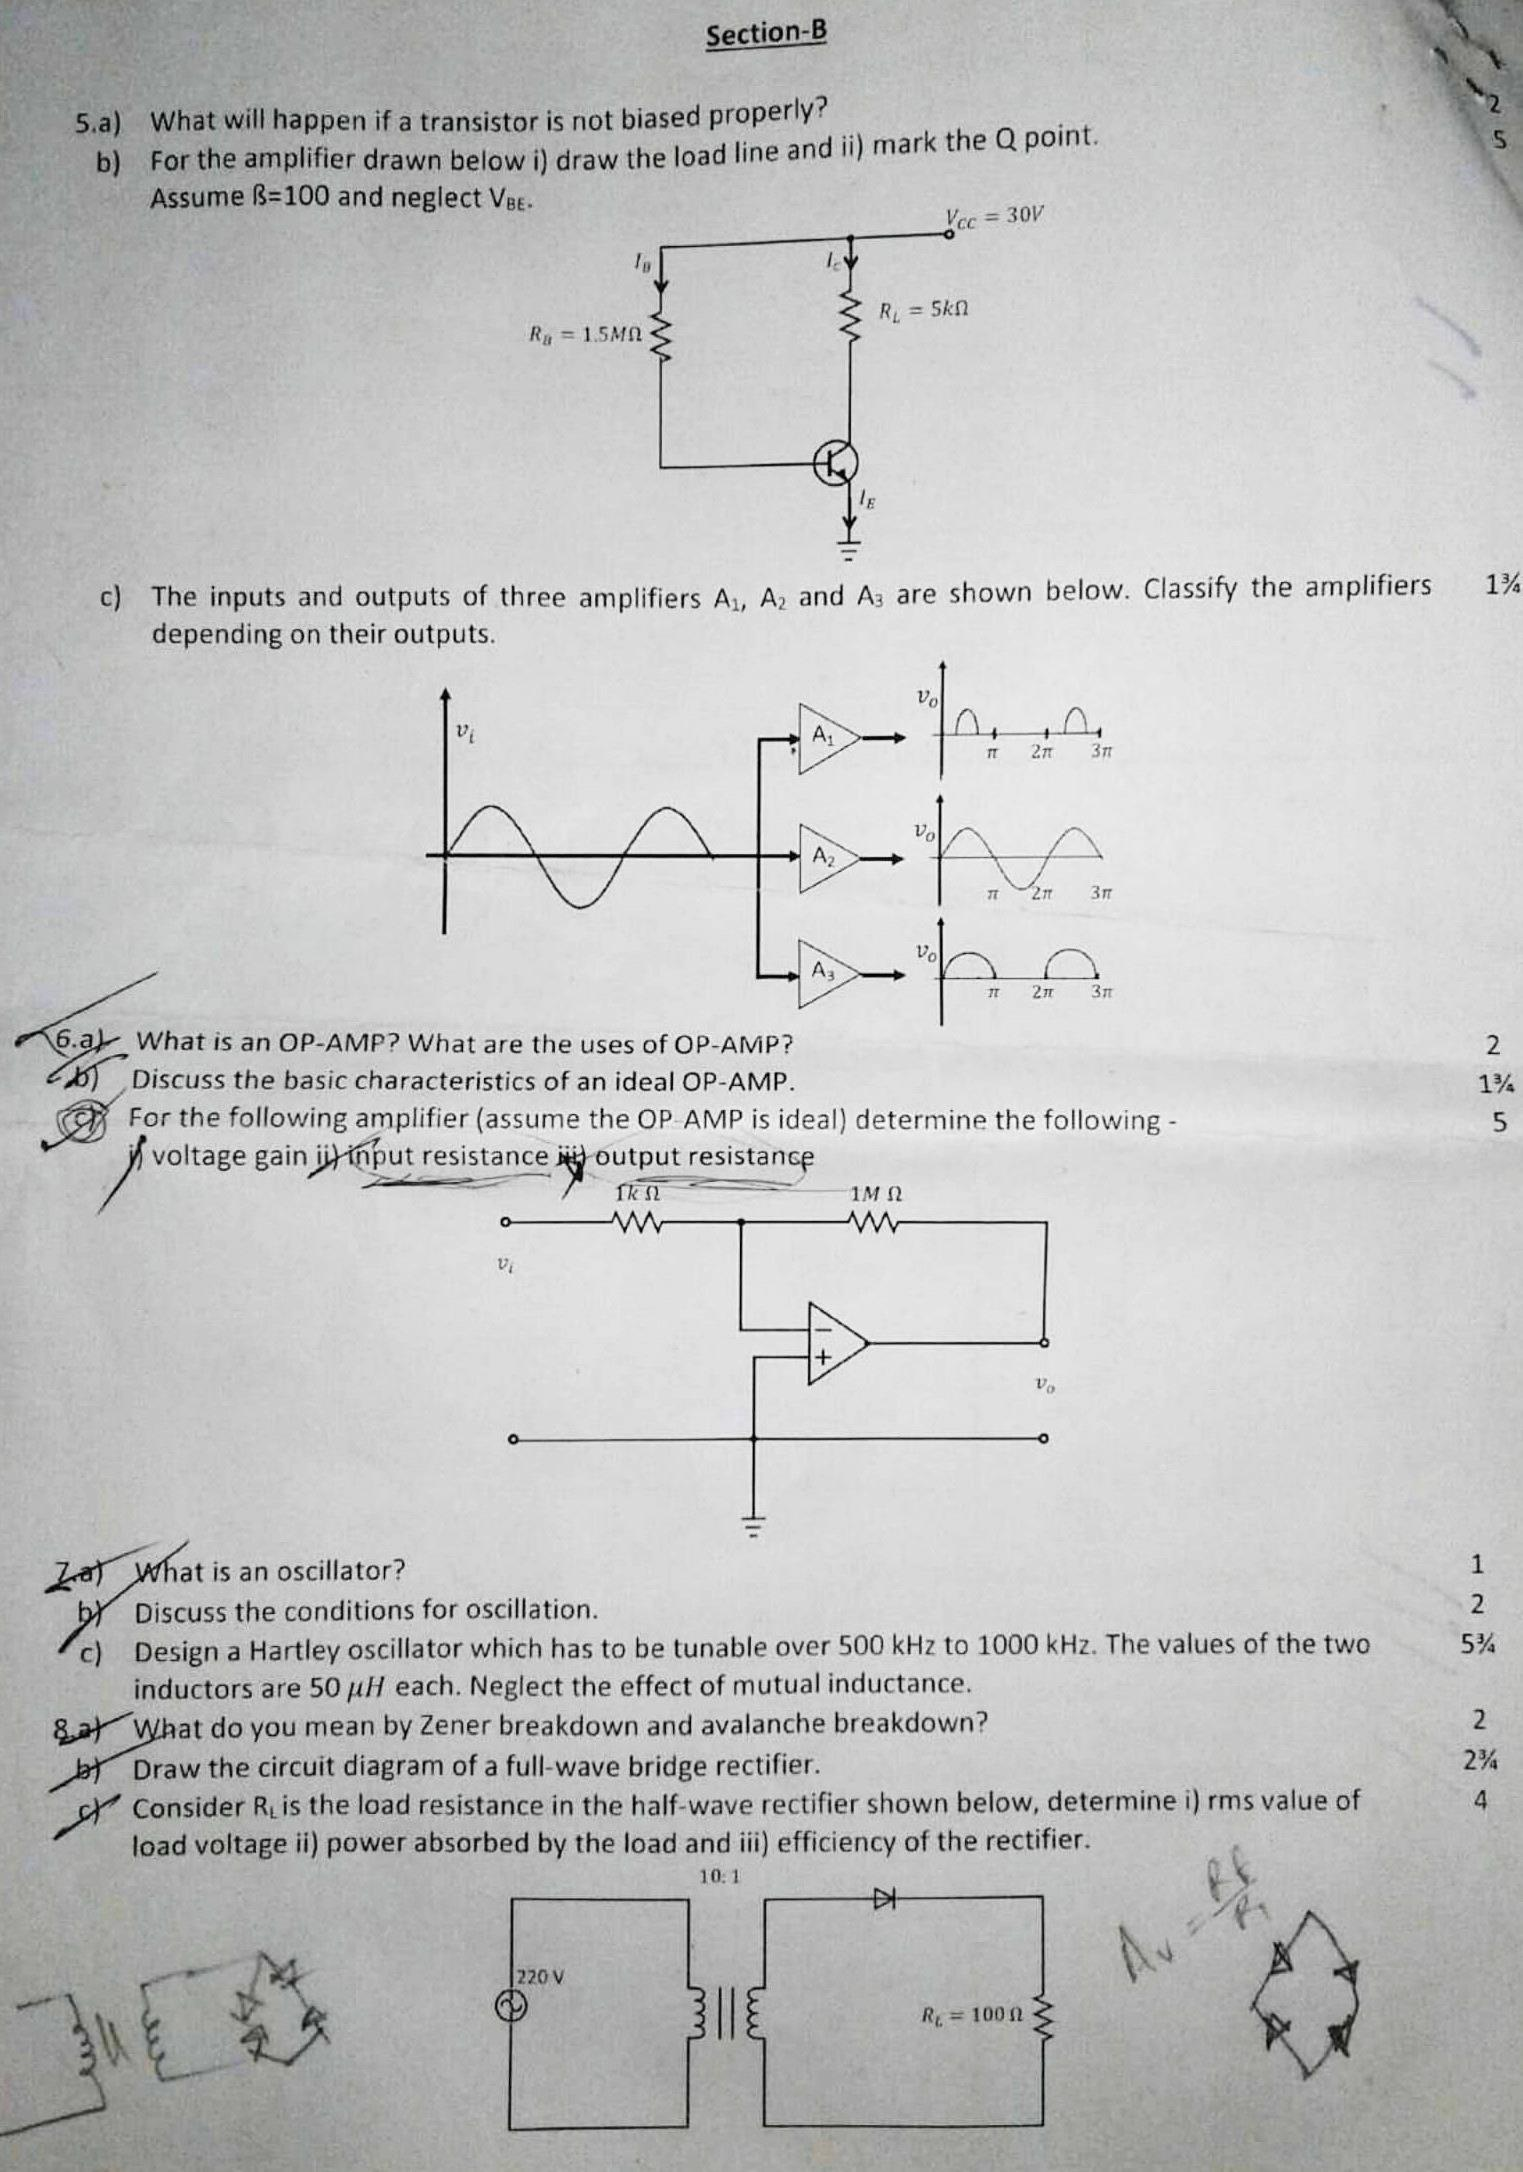 Section-B
5.a) What will happen if a transistor is not biased properly? 2
b) For the amplifier drawn below i) draw the load line and ii) mark the Q point. 5
Assume ß=100 and neglect VBE.
VCC = 30V
IB
IC
RL = 5kΩ
RB = 1.5MΩ
IE
c) The inputs and outputs of three amplifiers A1, A2 and A3 are shown below. Classify the amplifiers 1¾
depending on their outputs.
vo
vi
A1
π 2π 3π
vo
A2
π 2π 3π
vo
A3
π 2π 3π
6.a) What is an OP-AMP? What are the uses of OP-AMP? 2
b) Discuss the basic characteristics of an ideal OP-AMP. 1¾
c) For the following amplifier (assume the OP-AMP is ideal) determine the following - 5
i) voltage gain ii) input resistance iii) output resistance
1k Ω 1M Ω
vi
−
+
vo
7.a) What is an oscillator? 1
b) Discuss the conditions for oscillation. 2
c) Design a Hartley oscillator which has to be tunable over 500 kHz to 1000 kHz. The values of the two 5¾
inductors are 50 μH each. Neglect the effect of mutual inductance.
8.a) What do you mean by Zener breakdown and avalanche breakdown? 2
b) Draw the circuit diagram of a full-wave bridge rectifier. 2¾
c) Consider RL is the load resistance in the half-wave rectifier shown below, determine i) rms value of 4
load voltage ii) power absorbed by the load and iii) efficiency of the rectifier.
10: 1
220 V
RL = 100 Ω
Av = Rf/R1